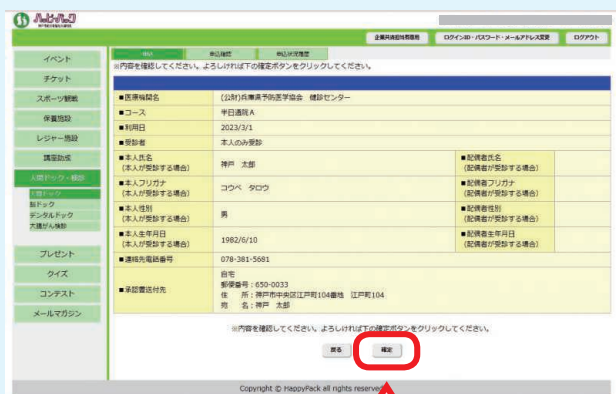 ハッピーパック
企業共済担当者専用 ログインID・パスワード・メールアドレス変更 ログアウト
イベント
チケット
スポーツ観戦
保養施設
レジャー施設
講座助成
人間ドック・検診
人間ドック
脳ドック
デンタルドック
大腸がん検診
プレゼント
クイズ
コンテスト
メールマガジン
申込 申込確認 申込状況履歴
※内容を確認してください。よろしければ下の確定ボタンをクリックしてください。
■医療機関名 (公財)兵庫県予防医学協会 健診センター
■コース 半日通院A
■利用日 2023/3/1
■受診者 本人のみ受診
■本人氏名
(本人が受診する場合) 神戸 太郎 ■配偶者氏名
(配偶者が受診する場合)
■本人フリガナ
(本人が受診する場合) コウベ タロウ ■配偶者フリガナ
(配偶者が受診する場合)
■本人性別
(本人が受診する場合) 男 ■配偶者性別
(配偶者が受診する場合)
■本人生年月日
(本人が受診する場合) 1982/6/10 ■配偶者生年月日
(配偶者が受診する場合)
■連絡先電話番号 078-381-5681
■承認書送付先 自宅
郵便番号：650-0033
住 所：神戸市中央区江戸町104番地 江戸町104
宛 名：神戸 太郎
※内容を確認してください。よろしければ下の確定ボタンをクリックしてください。
戻る 確定
Copyright © HappyPack all rights reserved